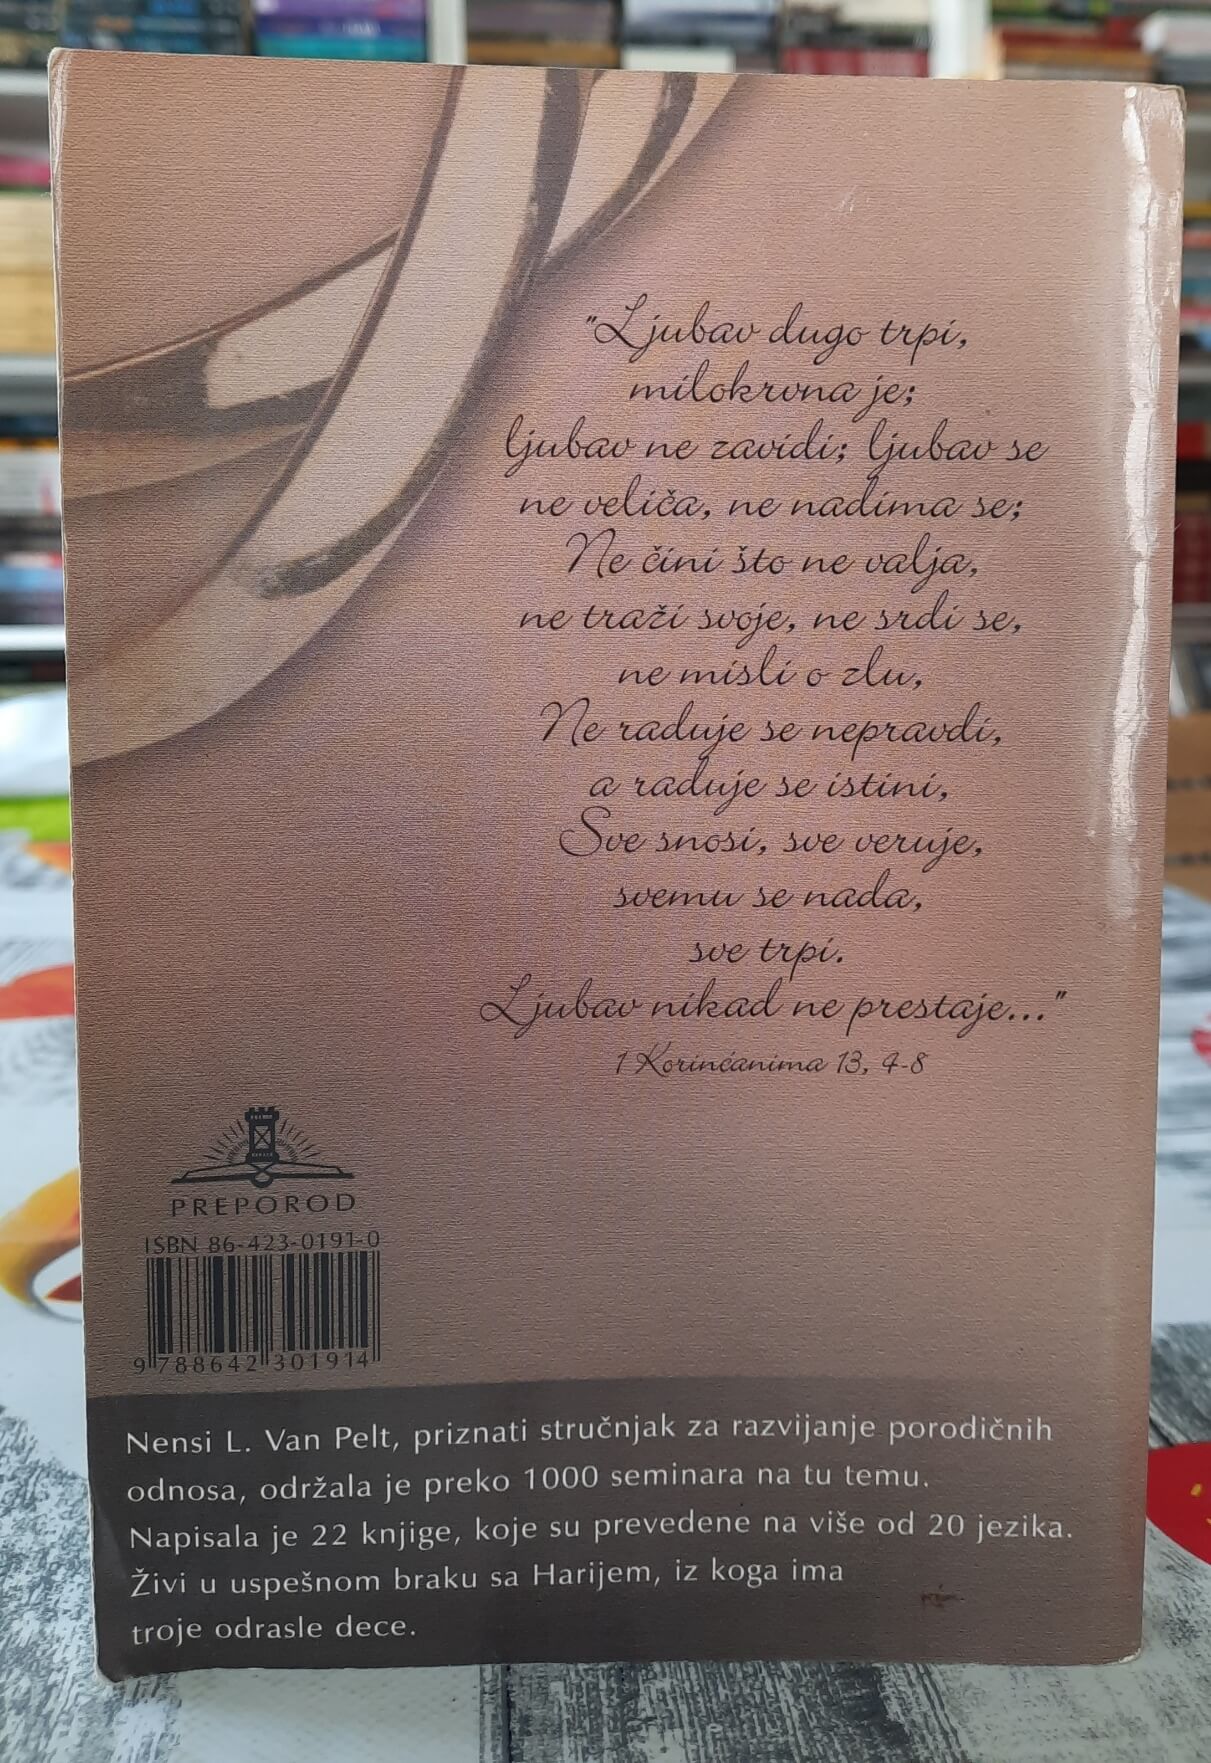 "Ljubav dugo trpi,
milokrvna je;
ljubav ne zavidi; ljubav se
ne veliča, ne nadima se;
Ne čini što ne valja,
ne traži svoje, ne srdi se,
ne misli o zlu,
Ne raduje se nepravdi,
a raduje se istini,
Sve snosi, sve veruje,
svemu se nada,
sve trpi.
Ljubav nikad ne prestaje..."
1 Korinćanima 13, 4-8
PREPOROD
ISBN 86-423-0191-0
9 788642 301914
Nensi L. Van Pelt, priznati stručnjak za razvijanje porodičnih
odnosa, održala je preko 1000 seminara na tu temu.
Napisala je 22 knjige, koje su prevedene na više od 20 jezika.
Živi u uspešnom braku sa Harijem, iz koga ima
troje odrasle dece.